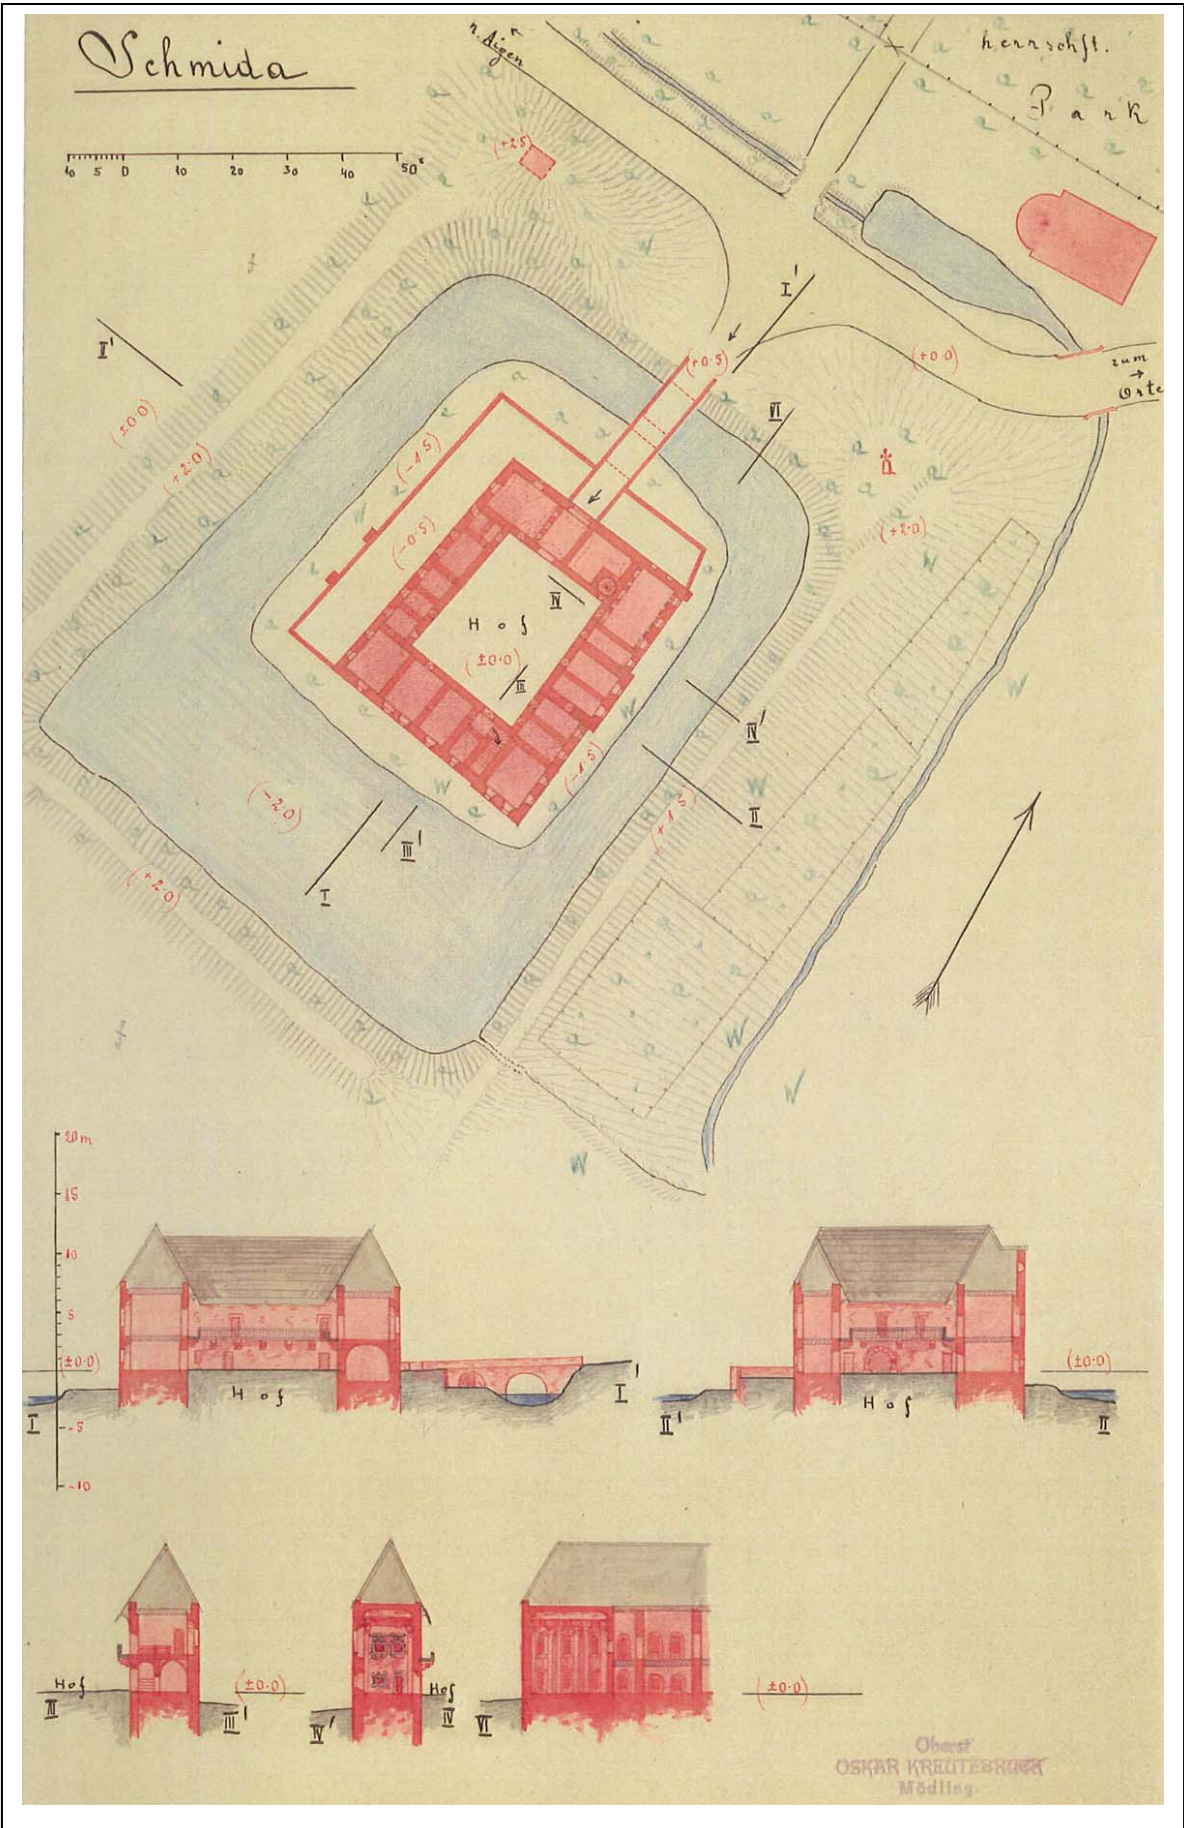 Schmida
n. Aigen
herrschft.
Park
10 5 0 10 20 30 40 50ˣ
(+2.5)
I'
II'
(+0.5)
(±0.0)
zum
→
Orte
(±0.0)
(+2.0)
VI
(-1.5)
(-0.5)
(+2.0)
IV
Hof
(±0.0)
III
IV'
(-1.5)
II
(-2.0)
(+1.5)
III'
(+2.0)
I
20m
15
10
5
(±0.0)
-5
-10
Hof
I
I'
(±0.0)
Hof
II'
II
Hof
III
(±0.0)
III'
IV'
Hof
IV
VI
(±0.0)
Oberst
OSKAR KREUTZBRUCK
Mödling.